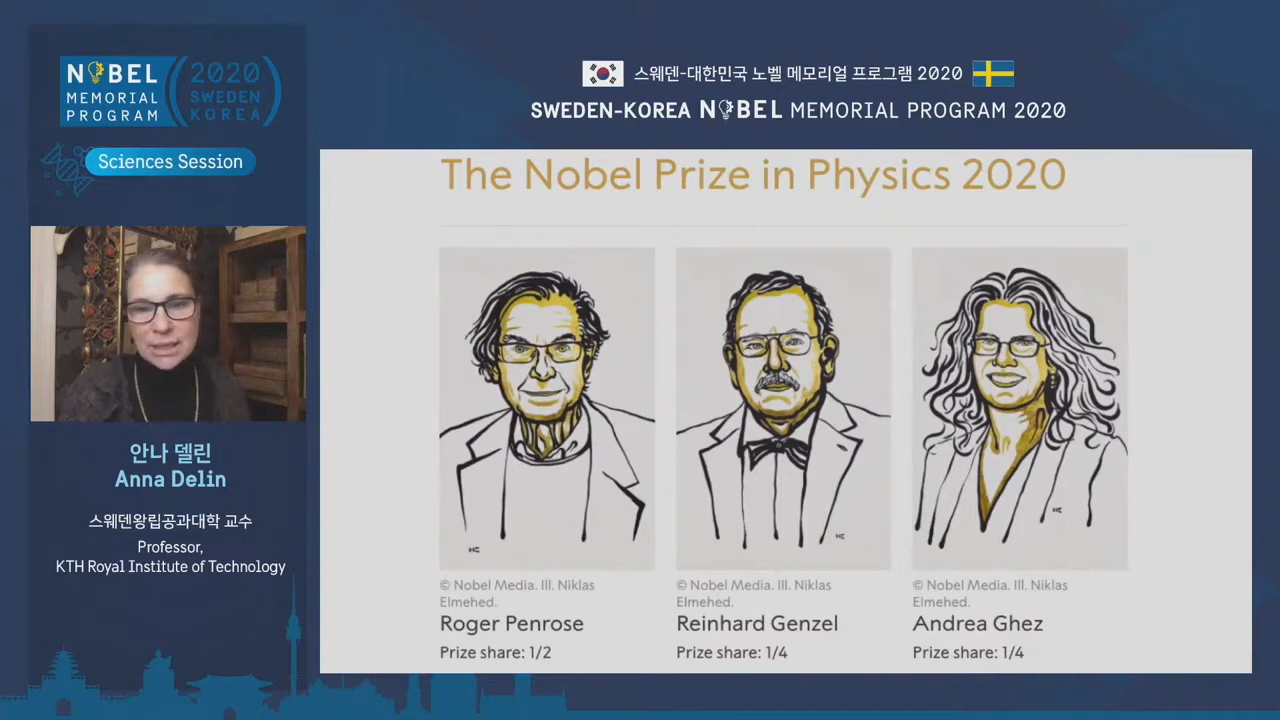 NOBEL
MEMORIAL
PROGRAM
2020
SWEDEN
KOREA
Sciences Session
안나 델린
Anna Delin
스웨덴왕립공과대학 교수
Professor,
KTH Royal Institute of Technology
스웨덴-대한민국 노벨 메모리얼 프로그램 2020
SWEDEN-KOREA NOBEL MEMORIAL PROGRAM 2020
The Nobel Prize in Physics 2020
© Nobel Media. Ill. Niklas
Elmehed.
Roger Penrose
Prize share: 1/2
© Nobel Media. Ill. Niklas
Elmehed.
Reinhard Genzel
Prize share: 1/4
© Nobel Media. Ill. Niklas
Elmehed.
Andrea Ghez
Prize share: 1/4